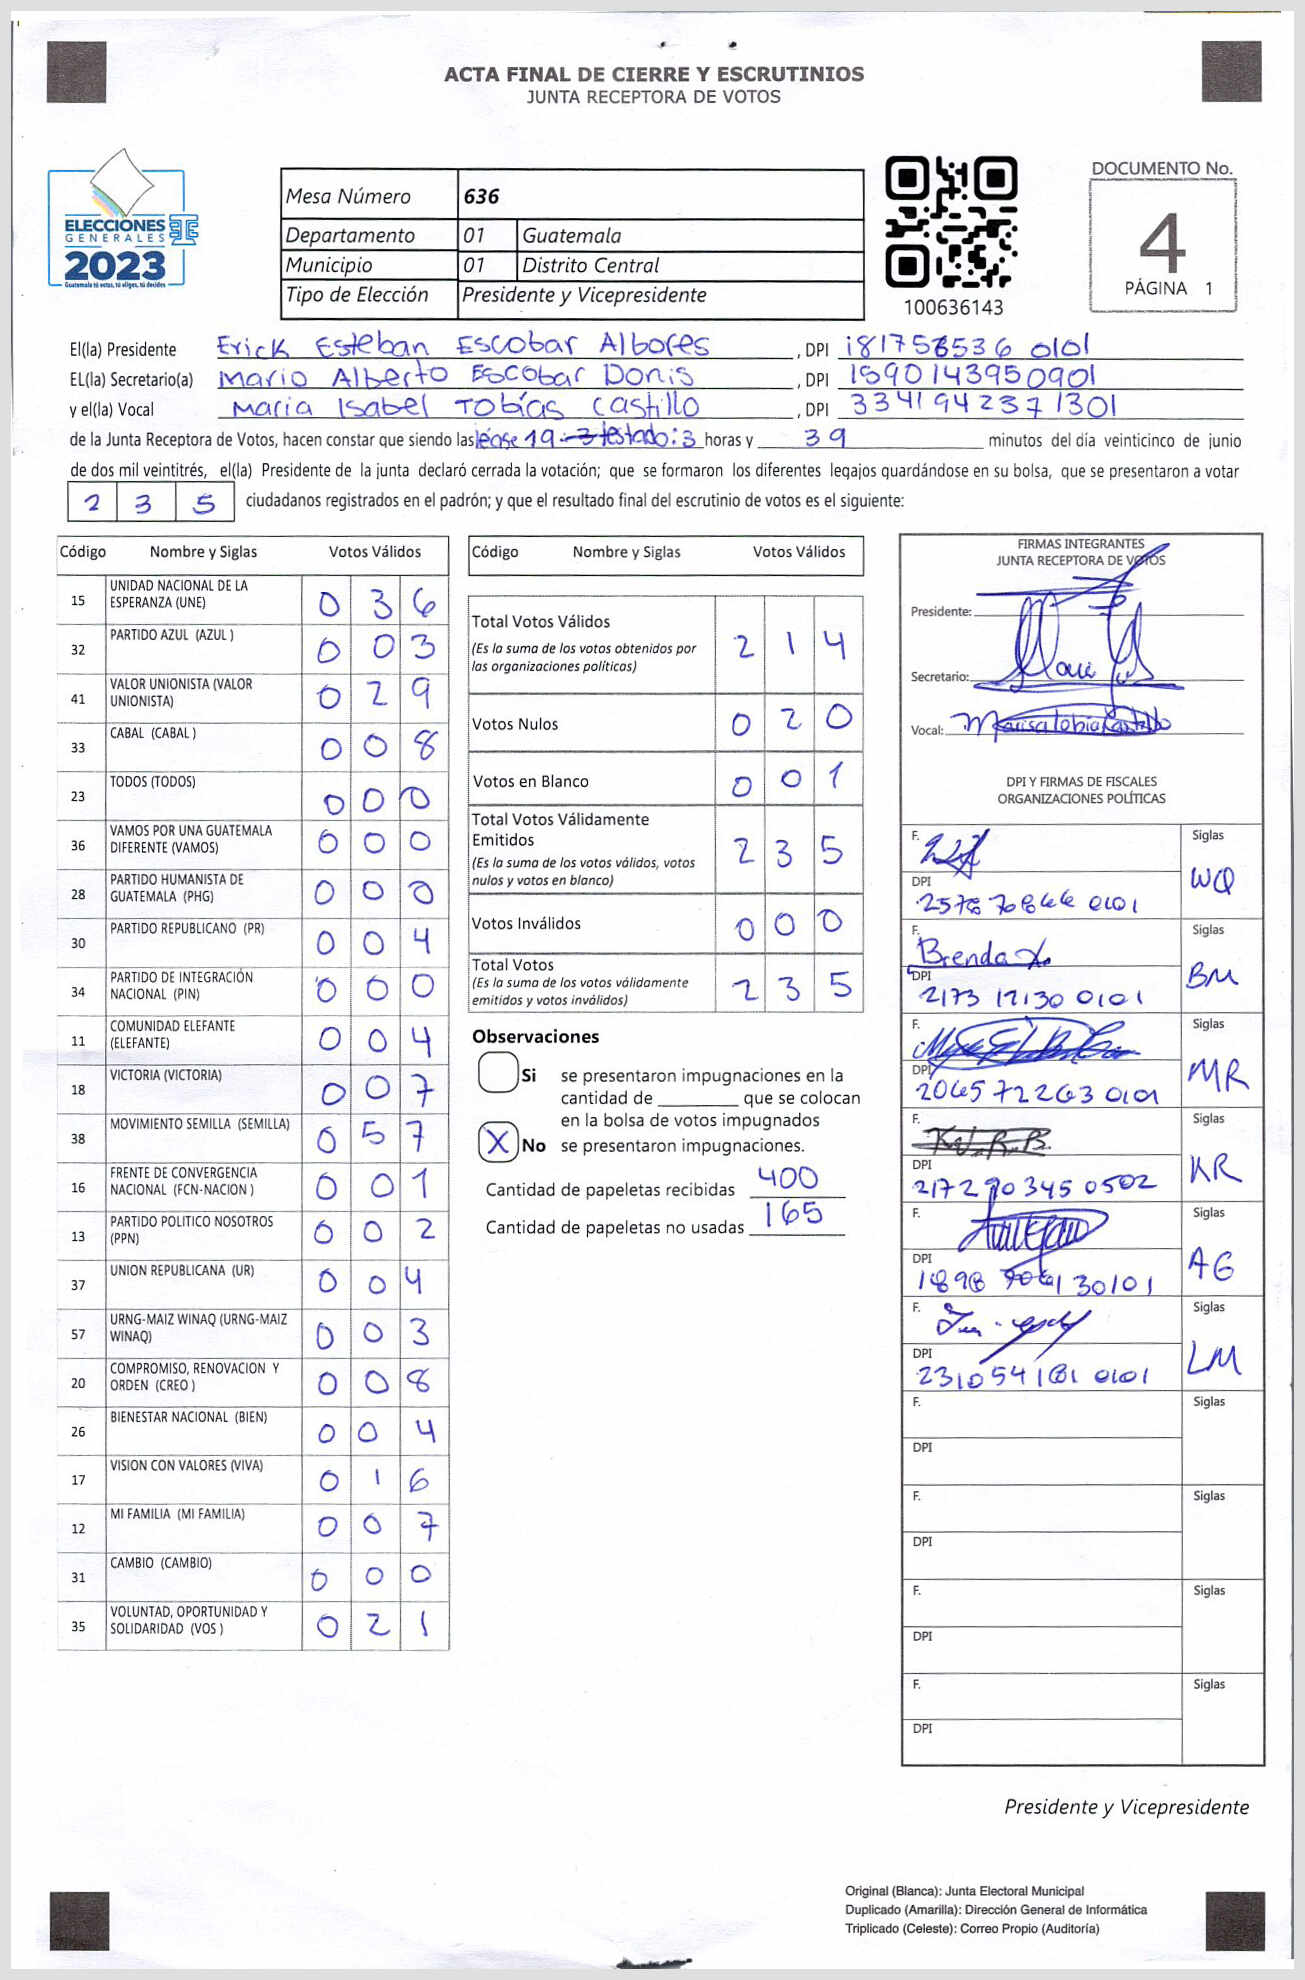 ACTA FINAL DE CIERRE Y ESCRUTINIOS
JUNTA RECEPTORA DE VOTOS
ELECCIONES
GENERALES
2023
Guatemala tú votas, tú eliges, tú decides
Mesa Número 636
Departamento 01 Guatemala
Municipio 01 Distrito Central
Tipo de Elección Presidente y Vicepresidente
100636143
DOCUMENTO No.
4
PÁGINA 1
El(la) Presidente Erick Esteban Escobar Albores, DPI 181758536 0101
EL(la) Secretario(a) Mario Alberto Escobar Donis, DPI 1590143950901
y el(la) Vocal Maria Isabel Tobías Castillo, DPI 3341942371301
de la Junta Receptora de Votos, hacen constar que siendo las léase 19 - 3 testado: 3 horas y 39 minutos del día veinticinco de junio
de dos mil veintitrés, el(la) Presidente de la junta declaró cerrada la votación; que se formaron los diferentes legajos guardándose en su bolsa, que se presentaron a votar
2 3 5 ciudadanos registrados en el padrón; y que el resultado final del escrutinio de votos es el siguiente:
Código Nombre y Siglas Votos Válidos
15 UNIDAD NACIONAL DE LA ESPERANZA (UNE) 0 3 6
32 PARTIDO AZUL (AZUL ) 0 0 3
41 VALOR UNIONISTA (VALOR UNIONISTA) 0 2 9
33 CABAL (CABAL ) 0 0 8
23 TODOS (TODOS) 0 0 0
36 VAMOS POR UNA GUATEMALA DIFERENTE (VAMOS) 0 0 0
28 PARTIDO HUMANISTA DE GUATEMALA (PHG) 0 0 0
30 PARTIDO REPUBLICANO (PR) 0 0 4
34 PARTIDO DE INTEGRACIÓN NACIONAL (PIN) 0 0 0
11 COMUNIDAD ELEFANTE (ELEFANTE) 0 0 4
18 VICTORIA (VICTORIA) 0 0 7
38 MOVIMIENTO SEMILLA (SEMILLA) 0 5 7
16 FRENTE DE CONVERGENCIA NACIONAL (FCN-NACION ) 0 0 1
13 PARTIDO POLITICO NOSOTROS (PPN) 0 0 2
37 UNION REPUBLICANA (UR) 0 0 4
57 URNG-MAIZ WINAQ (URNG-MAIZ WINAQ) 0 0 3
20 COMPROMISO, RENOVACION Y ORDEN (CREO ) 0 0 8
26 BIENESTAR NACIONAL (BIEN) 0 0 4
17 VISION CON VALORES (VIVA) 0 1 6
12 MI FAMILIA (MI FAMILIA) 0 0 7
31 CAMBIO (CAMBIO) 0 0 0
35 VOLUNTAD, OPORTUNIDAD Y SOLIDARIDAD (VOS ) 0 2 1
Código Nombre y Siglas Votos Válidos
Total Votos Válidos 2 1 4
(Es la suma de los votos obtenidos por
las organizaciones políticas)
Votos Nulos 0 2 0
Votos en Blanco 0 0 1
Total Votos Válidamente
Emitidos 2 3 5
(Es la suma de los votos válidos, votos
nulos y votos en blanco)
Votos Inválidos 0 0 0
Total Votos 2 3 5
(Es la suma de los votos válidamente
emitidos y votos inválidos)
Observaciones
Si se presentaron impugnaciones en la
cantidad de ________ que se colocan
en la bolsa de votos impugnados
X No se presentaron impugnaciones.
Cantidad de papeletas recibidas 400
Cantidad de papeletas no usadas 165
FIRMAS INTEGRANTES
JUNTA RECEPTORA DE VOTOS
Presidente:
Secretario:
Vocal:
DPI Y FIRMAS DE FISCALES
ORGANIZACIONES POLÍTICAS
F. Siglas
DPI WQ
0101
F. Brenda Siglas
DPI BM
2173 12130 0101
F. Siglas
DPI MR
2065 72263 0101
F. K.J.R.B. Siglas
DPI KR
2172 903450502
F. Siglas
DPI AG
1898 30101
F. Siglas
DPI LM
231054181 0101
F. Siglas
DPI
F. Siglas
DPI
F. Siglas
DPI
F. Siglas
DPI
Presidente y Vicepresidente
Original (Blanca): Junta Electoral Municipal
Duplicado (Amarilla): Dirección General de Informática
Triplicado (Celeste): Correo Propio (Auditoría)